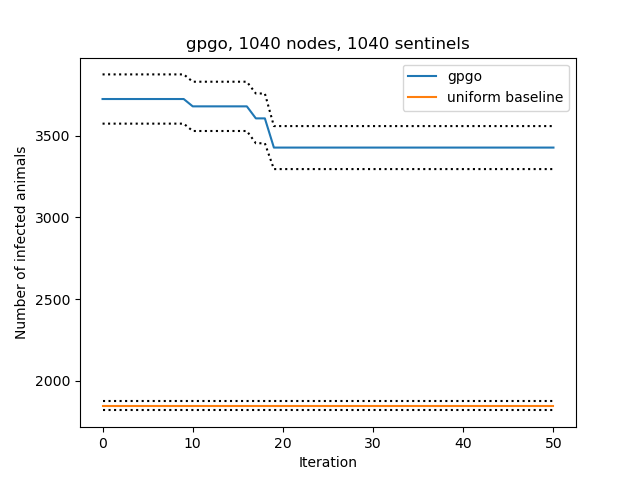 gpgo, 1040 nodes, 1040 sentinels
gpgo
uniform baseline
3500
3000
2500
2000
Number of infected animals
0 10 20 30 40 50
Iteration